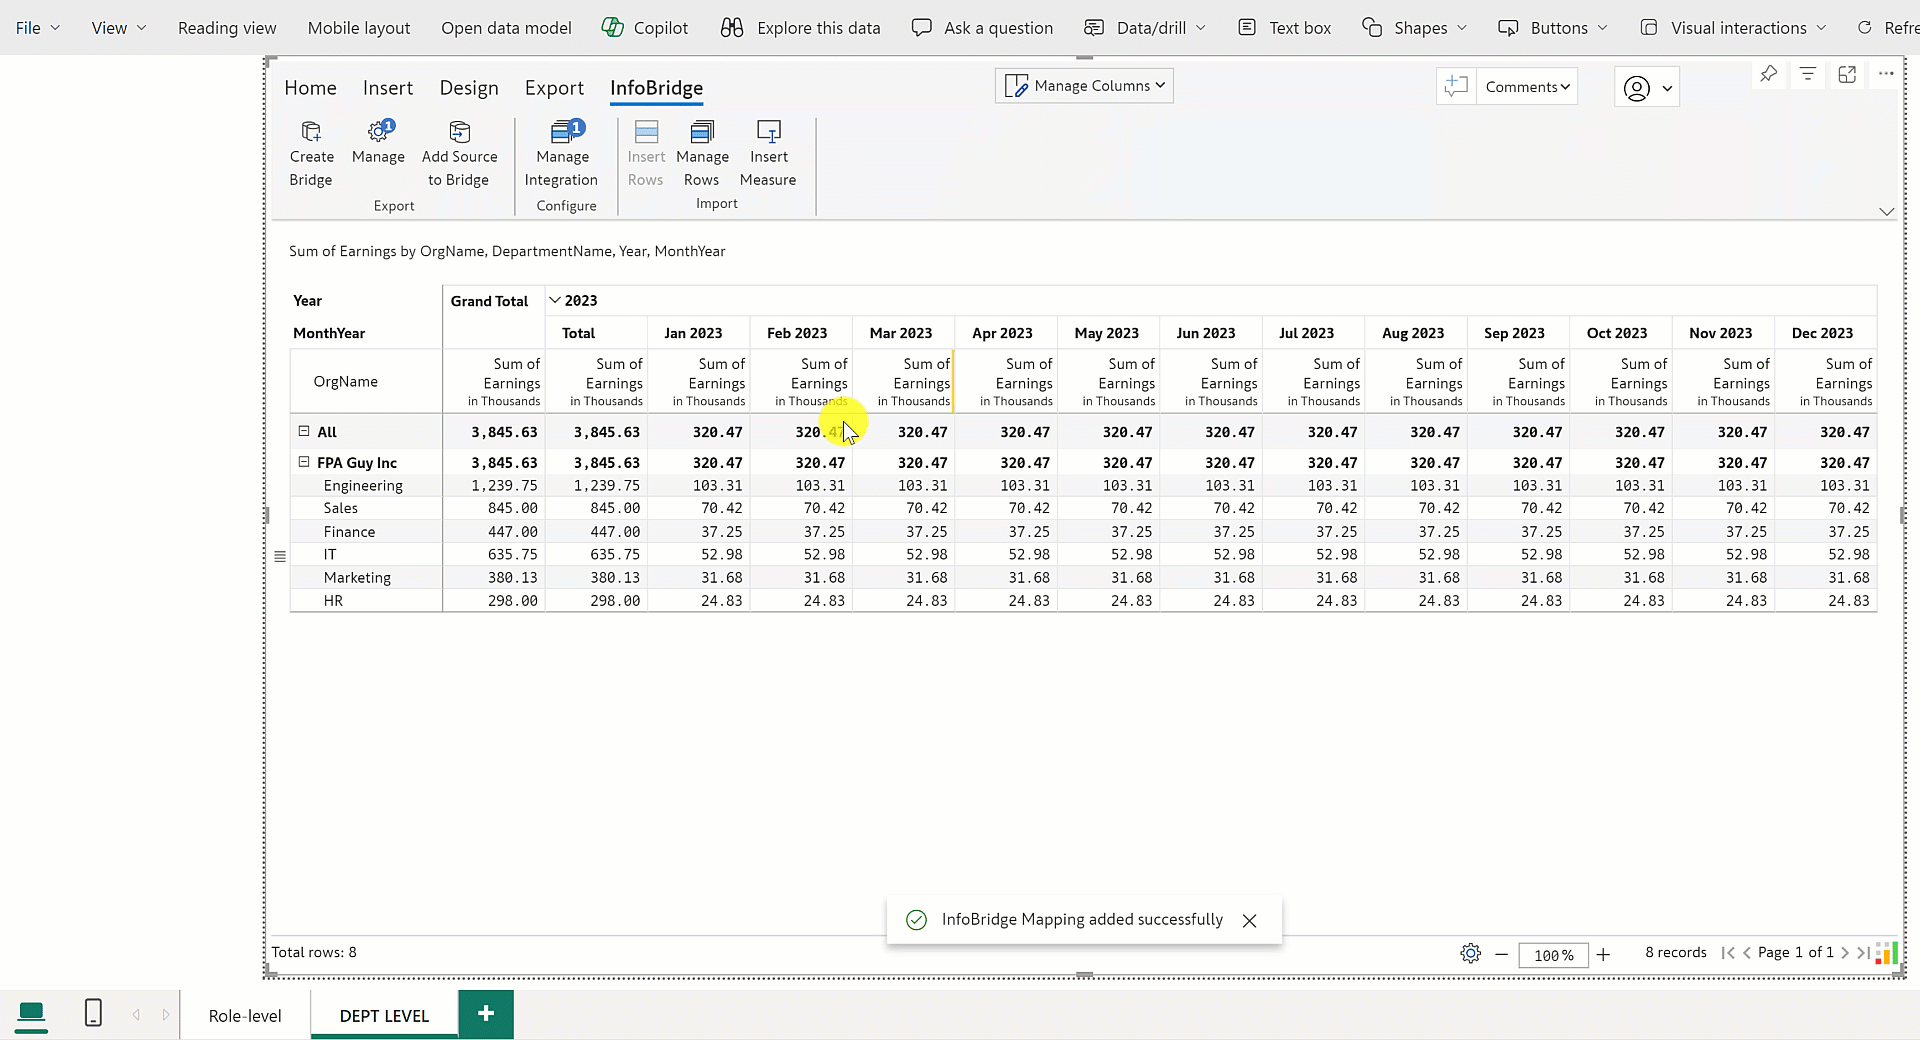 File View Reading view Mobile layout Open data model Copilot Explore this data Ask a question Data/drill Text box Shapes Buttons Visual interactions Refre
Home Insert Design Export InfoBridge Manage Columns Comments
Create Bridge
Manage 1
Add Source to Bridge
Export
Manage Integration 1
Configure
Insert Rows
Manage Rows
Insert Measure
Import
Sum of Earnings by OrgName, DepartmentName, Year, MonthYear
Year Grand Total 2023
MonthYear Total Jan 2023 Feb 2023 Mar 2023 Apr 2023 May 2023 Jun 2023 Jul 2023 Aug 2023 Sep 2023 Oct 2023 Nov 2023 Dec 2023
Sum of Sum of Sum of Sum of Sum of Sum of Sum of Sum of Sum of Sum of Sum of Sum of Sum of Sum of
OrgName Earnings Earnings Earnings Earnings Earnings Earnings Earnings Earnings Earnings Earnings Earnings Earnings Earnings Earnings
in Thousands in Thousands in Thousands in Thousands in Thousands in Thousands in Thousands in Thousands in Thousands in Thousands in Thousands in Thousands in Thousands in Thousands
All 3,845.63 3,845.63 320.47 320.47 320.47 320.47 320.47 320.47 320.47 320.47 320.47 320.47 320.47 320.47
FPA Guy Inc 3,845.63 3,845.63 320.47 320.47 320.47 320.47 320.47 320.47 320.47 320.47 320.47 320.47 320.47 320.47
Engineering 1,239.75 1,239.75 103.31 103.31 103.31 103.31 103.31 103.31 103.31 103.31 103.31 103.31 103.31 103.31
Sales 845.00 845.00 70.42 70.42 70.42 70.42 70.42 70.42 70.42 70.42 70.42 70.42 70.42 70.42
Finance 447.00 447.00 37.25 37.25 37.25 37.25 37.25 37.25 37.25 37.25 37.25 37.25 37.25 37.25
IT 635.75 635.75 52.98 52.98 52.98 52.98 52.98 52.98 52.98 52.98 52.98 52.98 52.98 52.98
Marketing 380.13 380.13 31.68 31.68 31.68 31.68 31.68 31.68 31.68 31.68 31.68 31.68 31.68 31.68
HR 298.00 298.00 24.83 24.83 24.83 24.83 24.83 24.83 24.83 24.83 24.83 24.83 24.83 24.83
InfoBridge Mapping added successfully
Total rows: 8 100 % 8 records Page 1 of 1
Role-level DEPT LEVEL